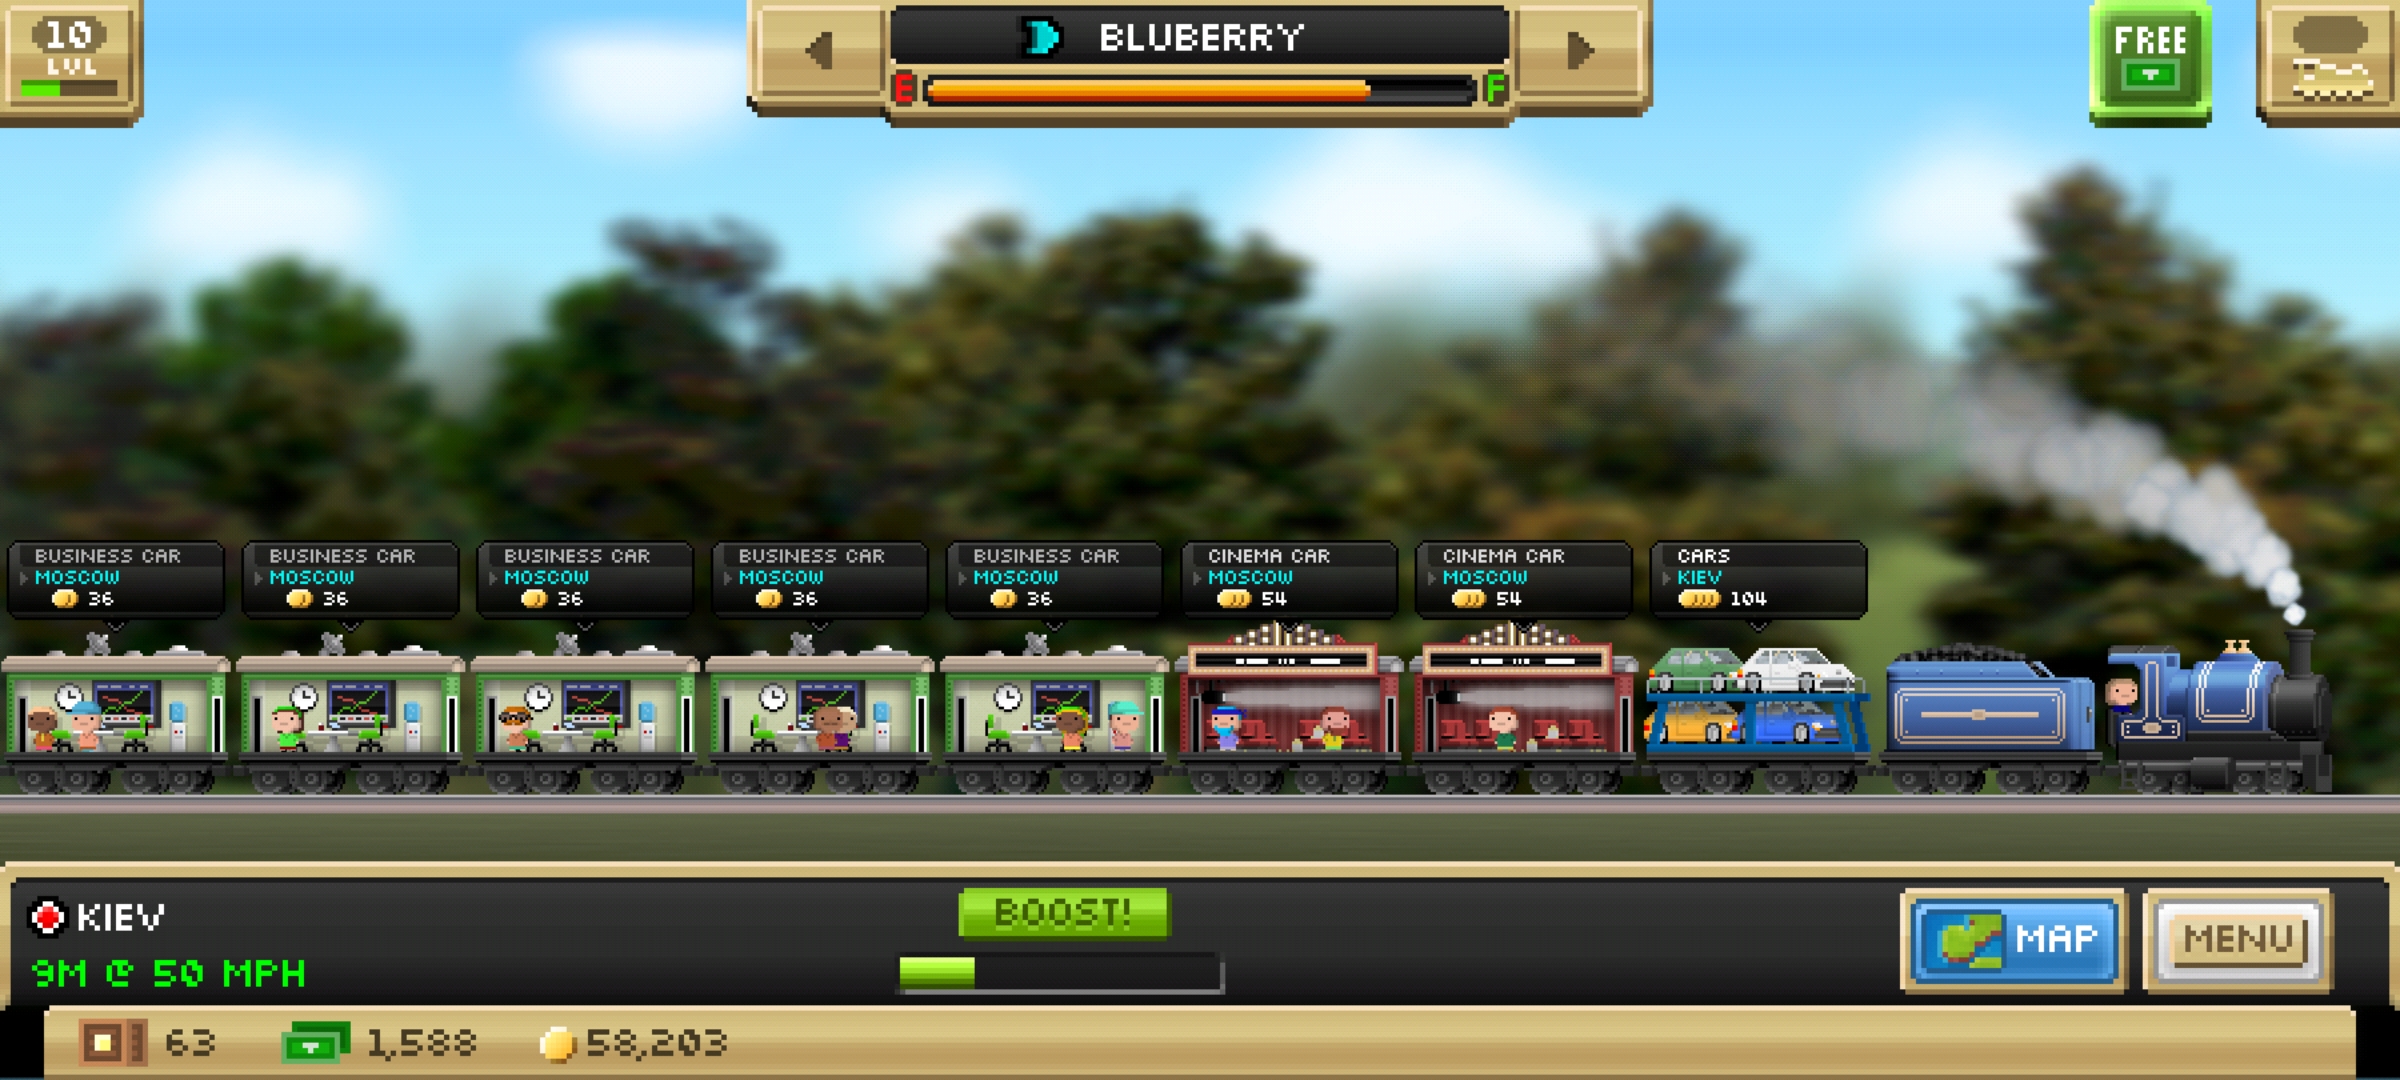 10
LVL
BLUBERRY
E F
FREE
BUSINESS CAR
MOSCOW
36
BUSINESS CAR
MOSCOW
36
BUSINESS CAR
MOSCOW
36
BUSINESS CAR
MOSCOW
36
BUSINESS CAR
MOSCOW
36
CINEMA CAR
MOSCOW
54
CINEMA CAR
MOSCOW
54
CARS
KIEV
104
KIEV
9M @ 50 MPH
BOOST!
MAP
MENU
63 1,588 58,203